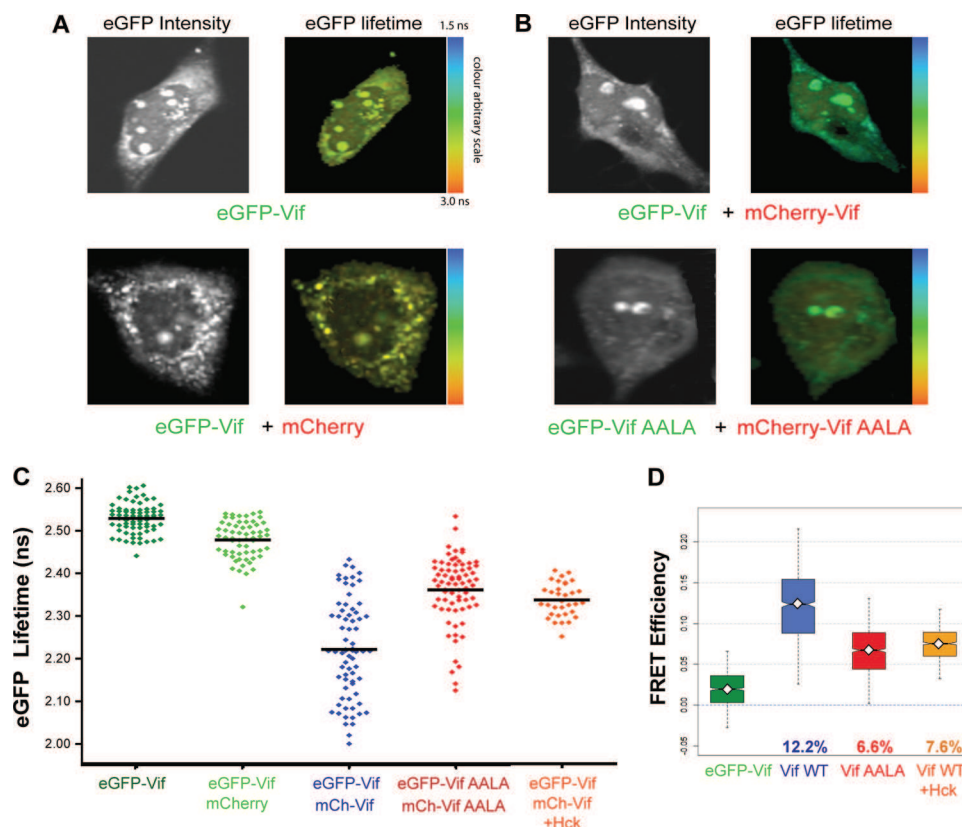 A
eGFP Intensity
eGFP lifetime
1.5 ns
colour arbitrary scale
3.0 ns
eGFP-Vif
eGFP-Vif + mCherry
B
eGFP Intensity
eGFP lifetime
eGFP-Vif + mCherry-Vif
eGFP-Vif AALA + mCherry-Vif AALA
C
eGFP Lifetime (ns)
2.60
2.50
2.40
2.30
2.20
2.10
2.00
eGFP-Vif
eGFP-Vif
mCherry
eGFP-Vif
mCh-Vif
eGFP-Vif AALA
mCh-Vif AALA
eGFP-Vif
mCh-Vif
+Hck
D
FRET Efficiency
0.20
0.15
0.10
0.05
0.00
-0.05
12.2%
6.6%
7.6%
eGFP-Vif
Vif WT
Vif AALA
Vif WT
+Hck